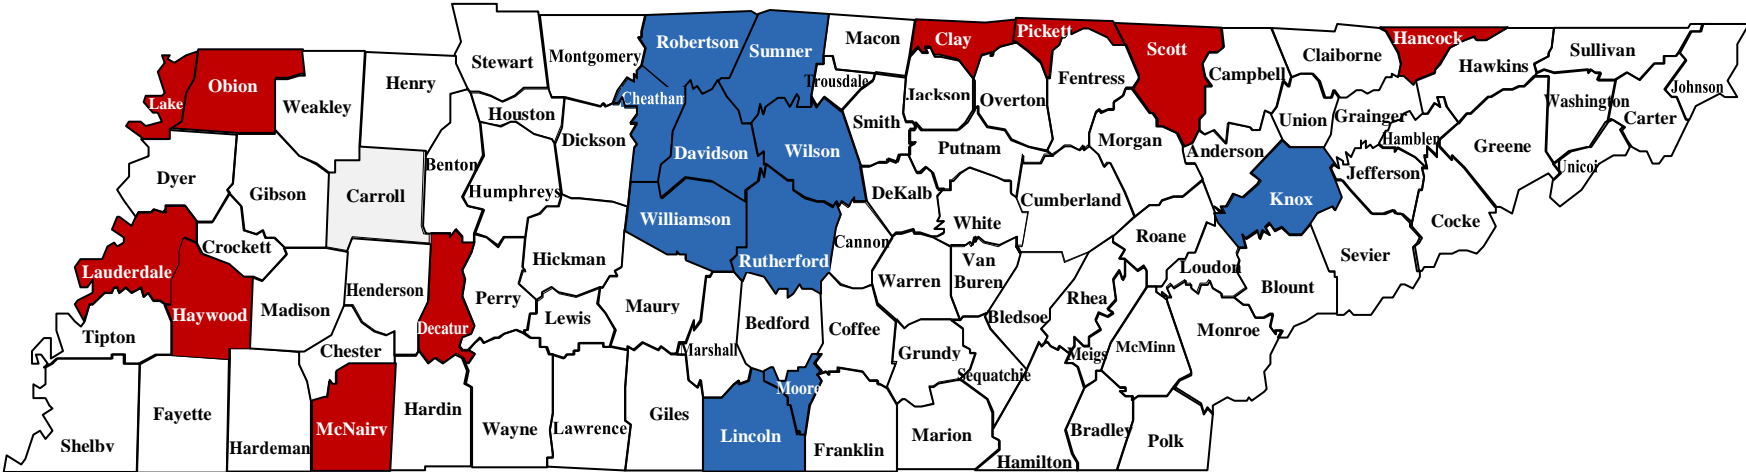 Stewart
Montgomery
Robertson
Sumner
Macon
Clay
Pickett
Scott
Campbell
Claiborne
Hancock
Hawkins
Sullivan
Johnson
Lake
Obion
Weakley
Henry
Houston
Cheatham
Trousdale
Jackson
Overton
Fentress
Union
Grainger
Hamblen
Washington
Carter
Dyer
Gibson
Carroll
Benton
Humphreys
Dickson
Davidson
Wilson
Smith
Putnam
Morgan
Anderson
Knox
Jefferson
Greene
Unicoi
Lauderdale
Crockett
Williamson
Rutherford
Cannon
DeKalb
White
Cumberland
Roane
Loudon
Blount
Sevier
Cocke
Tipton
Haywood
Madison
Henderson
Decatur
Perry
Hickman
Lewis
Maury
Marshall
Bedford
Coffee
Warren
Van
Buren
Bledsoe
Rhea
Meigs
McMinn
Monroe
Shelby
Fayette
Hardeman
Chester
McNairy
Hardin
Wayne
Lawrence
Giles
Lincoln
Moore
Franklin
Grundy
Sequatchie
Marion
Hamilton
Bradley
Polk